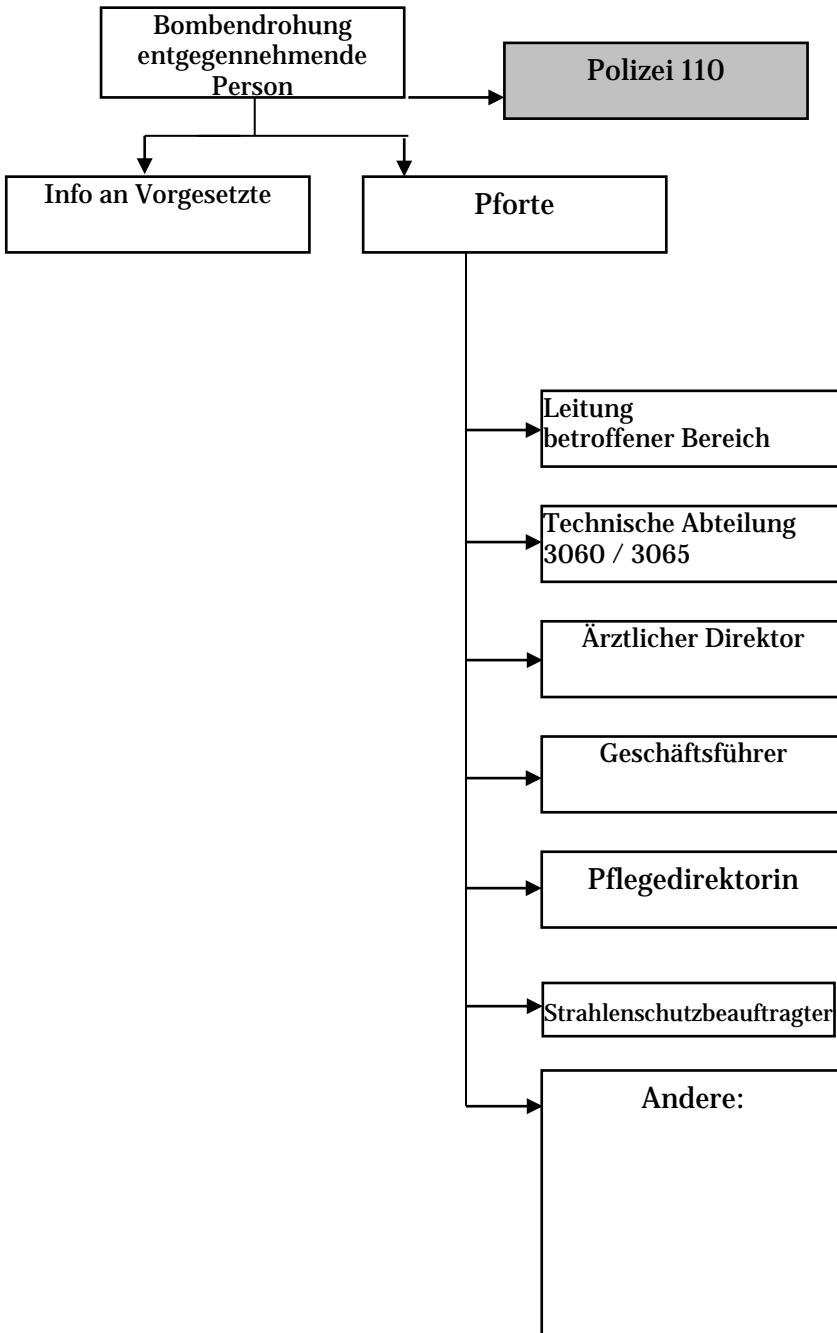 Bombendrohung
entgegennehmende
Person
Polizei 110
Info an Vorgesetzte
Pforte
Leitung
betroffener Bereich
Technische Abteilung
3060 / 3065
Ärztlicher Direktor
Geschäftsführer
Pflegedirektorin
Strahlenschutzbeauftragter
Andere: